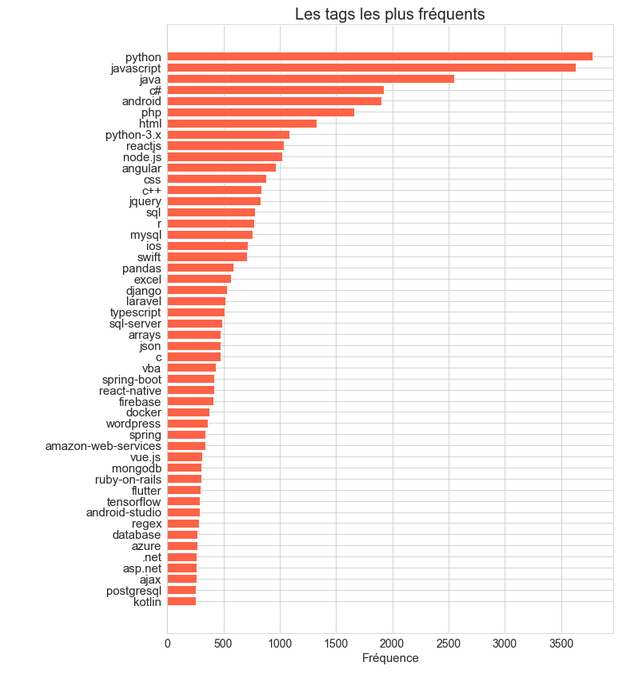 Les tags les plus fréquents
python
javascript
java
c#
android
php
html
python-3.x
reactjs
node.js
angular
css
c++
jquery
sql
r
mysql
ios
swift
pandas
excel
django
laravel
typescript
sql-server
arrays
json
c
vba
spring-boot
react-native
firebase
docker
wordpress
spring
amazon-web-services
vue.js
mongodb
ruby-on-rails
flutter
tensorflow
android-studio
regex
database
azure
.net
asp.net
ajax
postgresql
kotlin
0 500 1000 1500 2000 2500 3000 3500
Fréquence